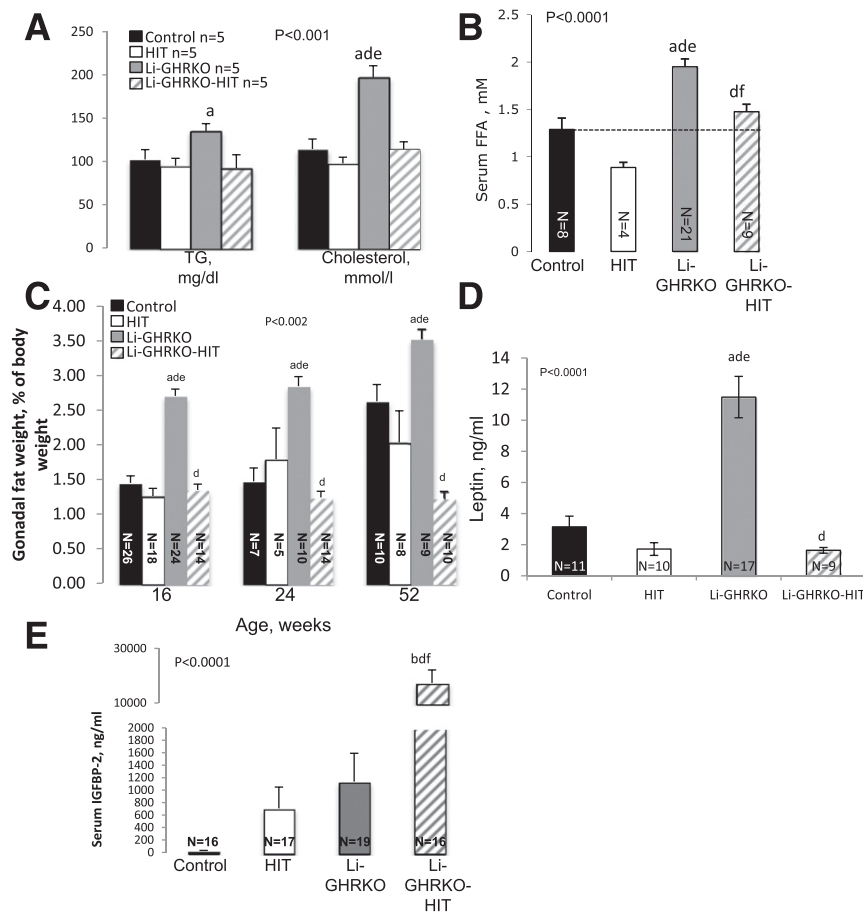 A
250
200
150
100
50
0
Control n=5
HIT n=5
Li-GHRKO n=5
Li-GHRKO-HIT n=5
P<0.001
a
ade
TG,
mg/dl
Cholesterol,
mmol/l
B
P<0.0001
Serum FFA , mM
2.5
2
1.5
1
0.5
0
ade
df
N=8
N=4
N=21
N=9
Control
HIT
Li-
GHRKO
Li-
GHRKO-
HIT
C
Gonadal fat weight, % of body
weight
4.00
3.50
3.00
2.50
2.00
1.50
1.00
0.50
0.00
Control
HIT
Li-GHRKO
Li-GHRKO-HIT
P<0.002
ade
d
ade
d
ade
d
N=26
N=18
N=24
N=14
N=7
N=5
N=10
N=14
N=10
N=8
N=9
N=10
16
24
52
Age, weeks
D
Leptin, ng/ml
14
12
10
8
6
4
2
0
P<0.0001
ade
d
N=11
N=10
N=17
N=9
Control
HIT
Li-GHRKO
Li-GHRKO-HIT
E
Serum IGFBP-2, ng/ml
30000
10000
2000
1800
1600
1400
1200
1000
800
600
400
200
0
P<0.0001
bdf
N=16
N=17
N=19
N=16
Control
HIT
Li-
GHRKO
Li-
GHRKO-
HIT